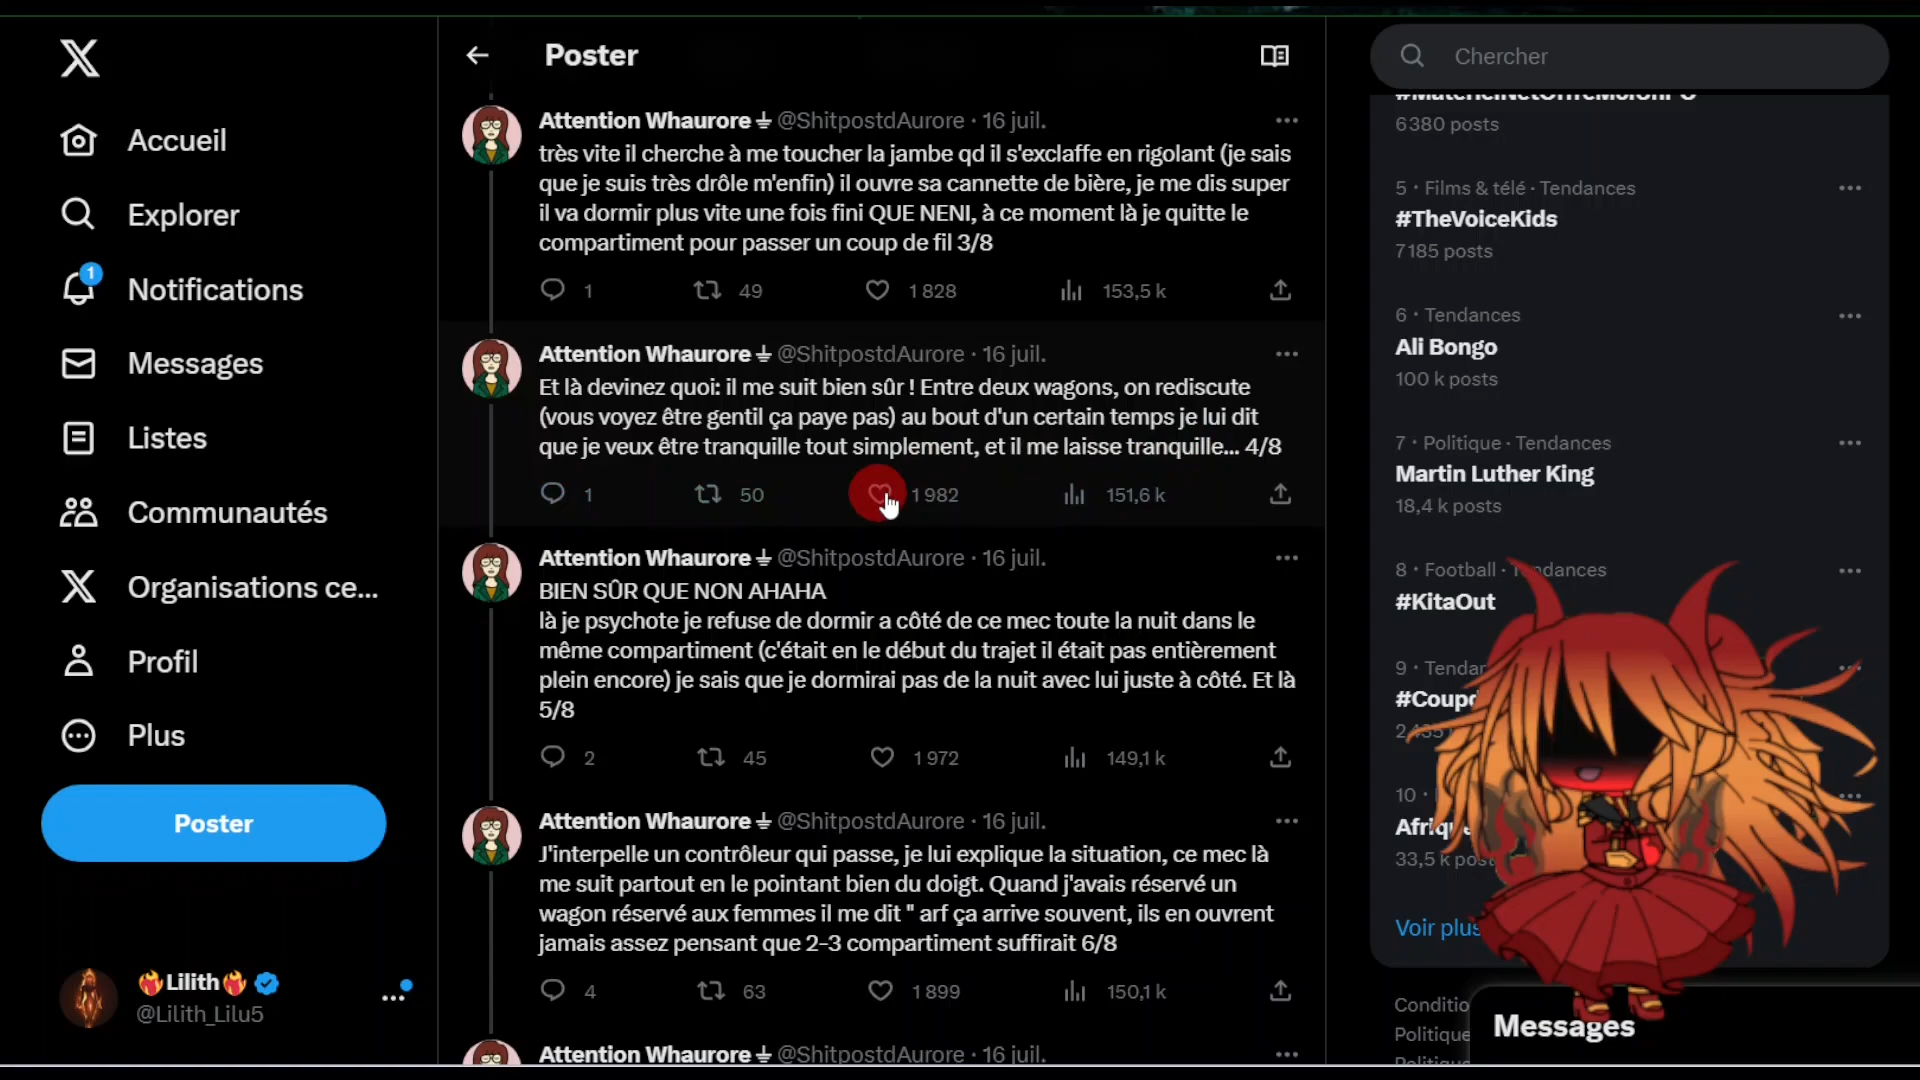 Accueil
Explorer
1
Notifications
Messages
Listes
Communautés
Organisations ce...
Profil
Plus
Poster
Lilith
@Lilith_Lilu5
Poster
Attention Whaurore @ShitpostdAurore · 16 juil.
très vite il cherche à me toucher la jambe qd il s'exclaffe en rigolant (je sais
que je suis très drôle m'enfin) il ouvre sa cannette de bière, je me dis super
il va dormir plus vite une fois fini QUE NENI, à ce moment là je quitte le
compartiment pour passer un coup de fil 3/8
1 49 1 828 153,5 k
Attention Whaurore @ShitpostdAurore · 16 juil.
Et là devinez quoi: il me suit bien sûr ! Entre deux wagons, on rediscute
(vous voyez être gentil ça paye pas) au bout d'un certain temps je lui dit
que je veux être tranquille tout simplement, et il me laisse tranquille... 4/8
1 50 1 982 151,6 k
Attention Whaurore @ShitpostdAurore · 16 juil.
BIEN SÛR QUE NON AHAHA
là je psychote je refuse de dormir a côté de ce mec toute la nuit dans le
même compartiment (c'était en le début du trajet il était pas entièrement
plein encore) je sais que je dormirai pas de la nuit avec lui juste à côté. Et là
5/8
2 45 1 972 149,1 k
Attention Whaurore @ShitpostdAurore · 16 juil.
J'interpelle un contrôleur qui passe, je lui explique la situation, ce mec là
me suit partout en le pointant bien du doigt. Quand j'avais réservé un
wagon réservé aux femmes il me dit " arf ça arrive souvent, ils en ouvrent
jamais assez pensant que 2-3 compartiment suffirait 6/8
4 63 1 899 150,1 k
Attention Whaurore @ShitpostdAurore · 16 juil.
Chercher
6 380 posts
5 · Films & télé · Tendances
#TheVoiceKids
7 185 posts
6 · Tendances
Ali Bongo
100 k posts
7 · Politique · Tendances
Martin Luther King
18,4 k posts
8 · Football · Tendances
#KitaOut
9 · Tendan
#Coupd
10 ·
Afriqu
33,5 k post
Voir plus
Conditio
Politique
Messages